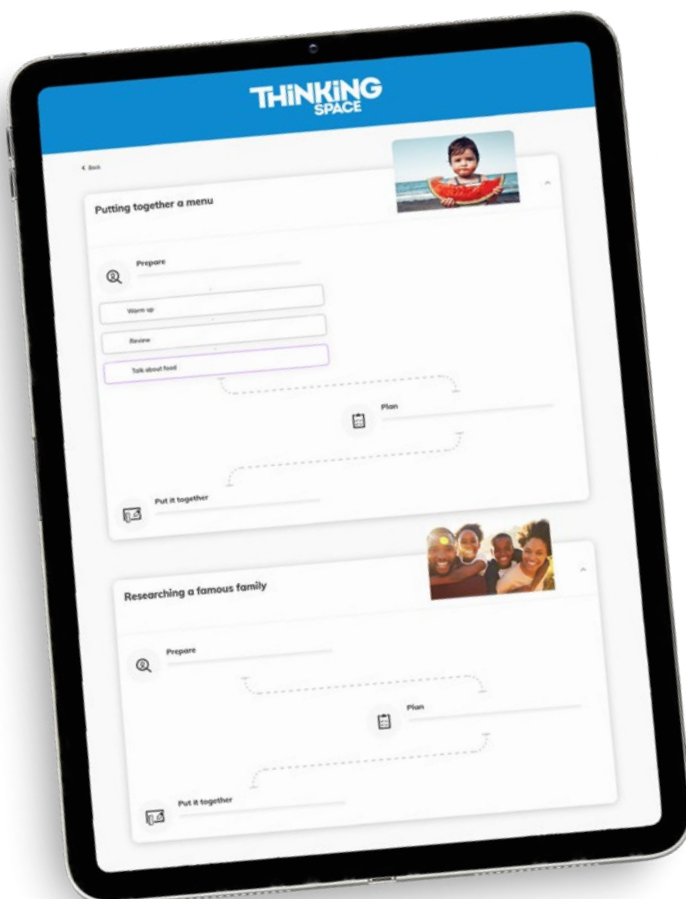 THiNKiNG
SPACE
Back
Putting together a menu
Prepare
Warm up
Review
Talk about food
Plan
Put it together
Researching a famous family
Prepare
Plan
Put it together